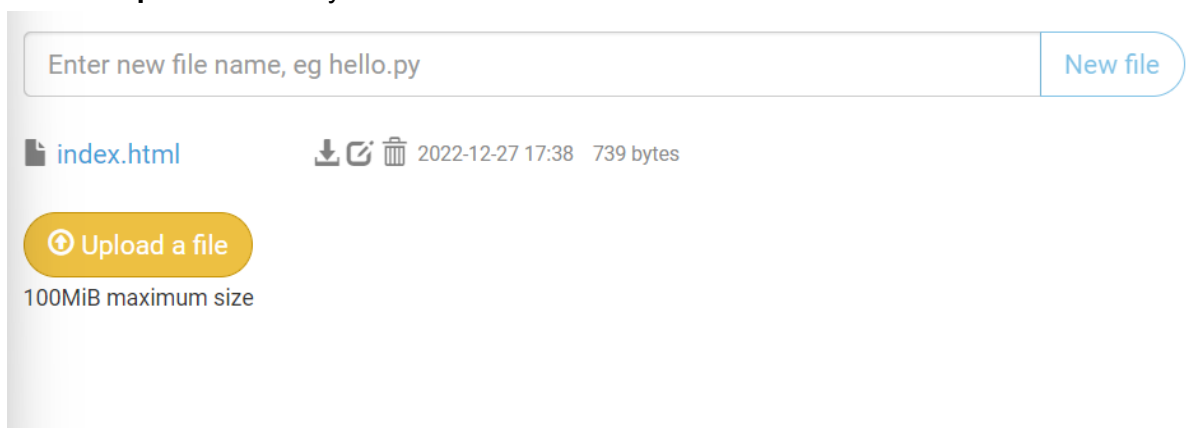 Enter new file name, eg hello.py
New file
index.html 2022-12-27 17:38 739 bytes
Upload a file
100MiB maximum size